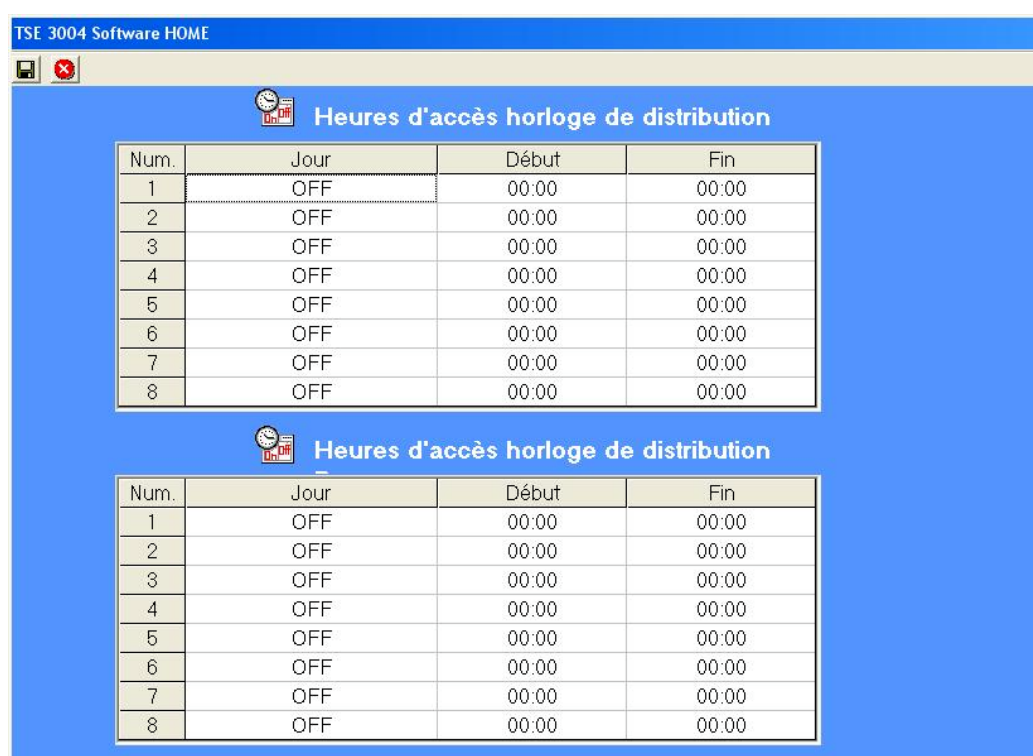 TSE 3004 Software HOME
Heures d'accès horloge de distribution
Num. Jour Début Fin
1 OFF 00:00 00:00
2 OFF 00:00 00:00
3 OFF 00:00 00:00
4 OFF 00:00 00:00
5 OFF 00:00 00:00
6 OFF 00:00 00:00
7 OFF 00:00 00:00
8 OFF 00:00 00:00
Heures d'accès horloge de distribution
Num. Jour Début Fin
1 OFF 00:00 00:00
2 OFF 00:00 00:00
3 OFF 00:00 00:00
4 OFF 00:00 00:00
5 OFF 00:00 00:00
6 OFF 00:00 00:00
7 OFF 00:00 00:00
8 OFF 00:00 00:00